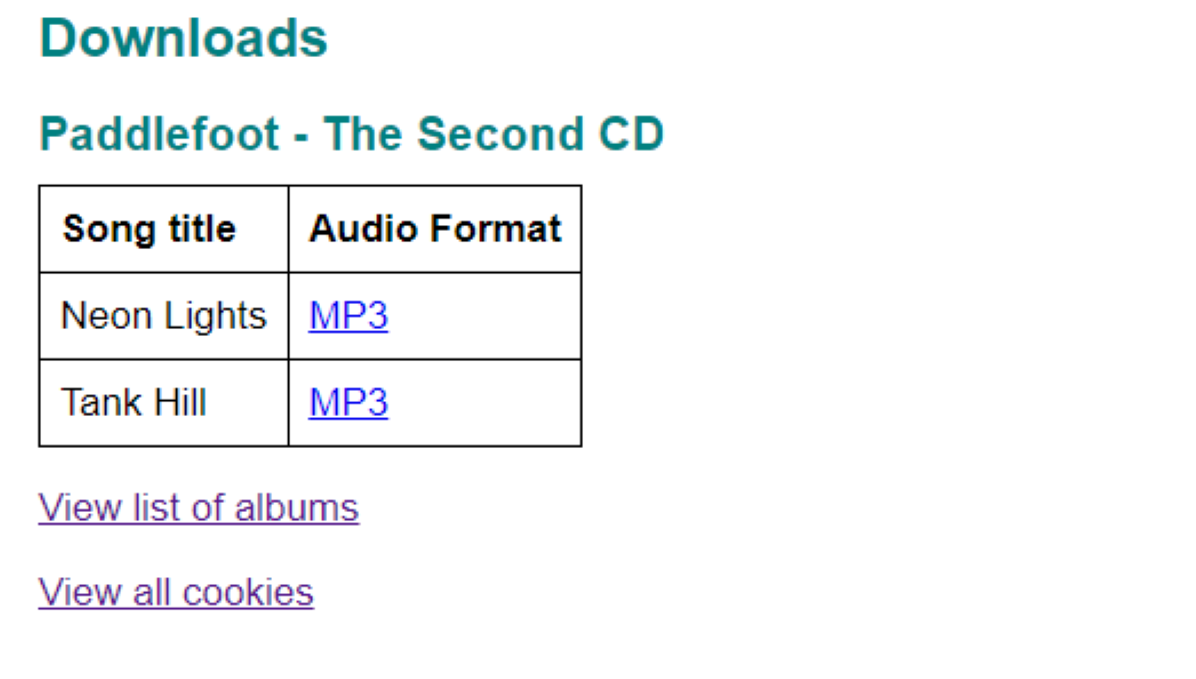 Downloads
Paddlefoot - The Second CD
Song title Audio Format
Neon Lights MP3
Tank Hill MP3
View list of albums
View all cookies